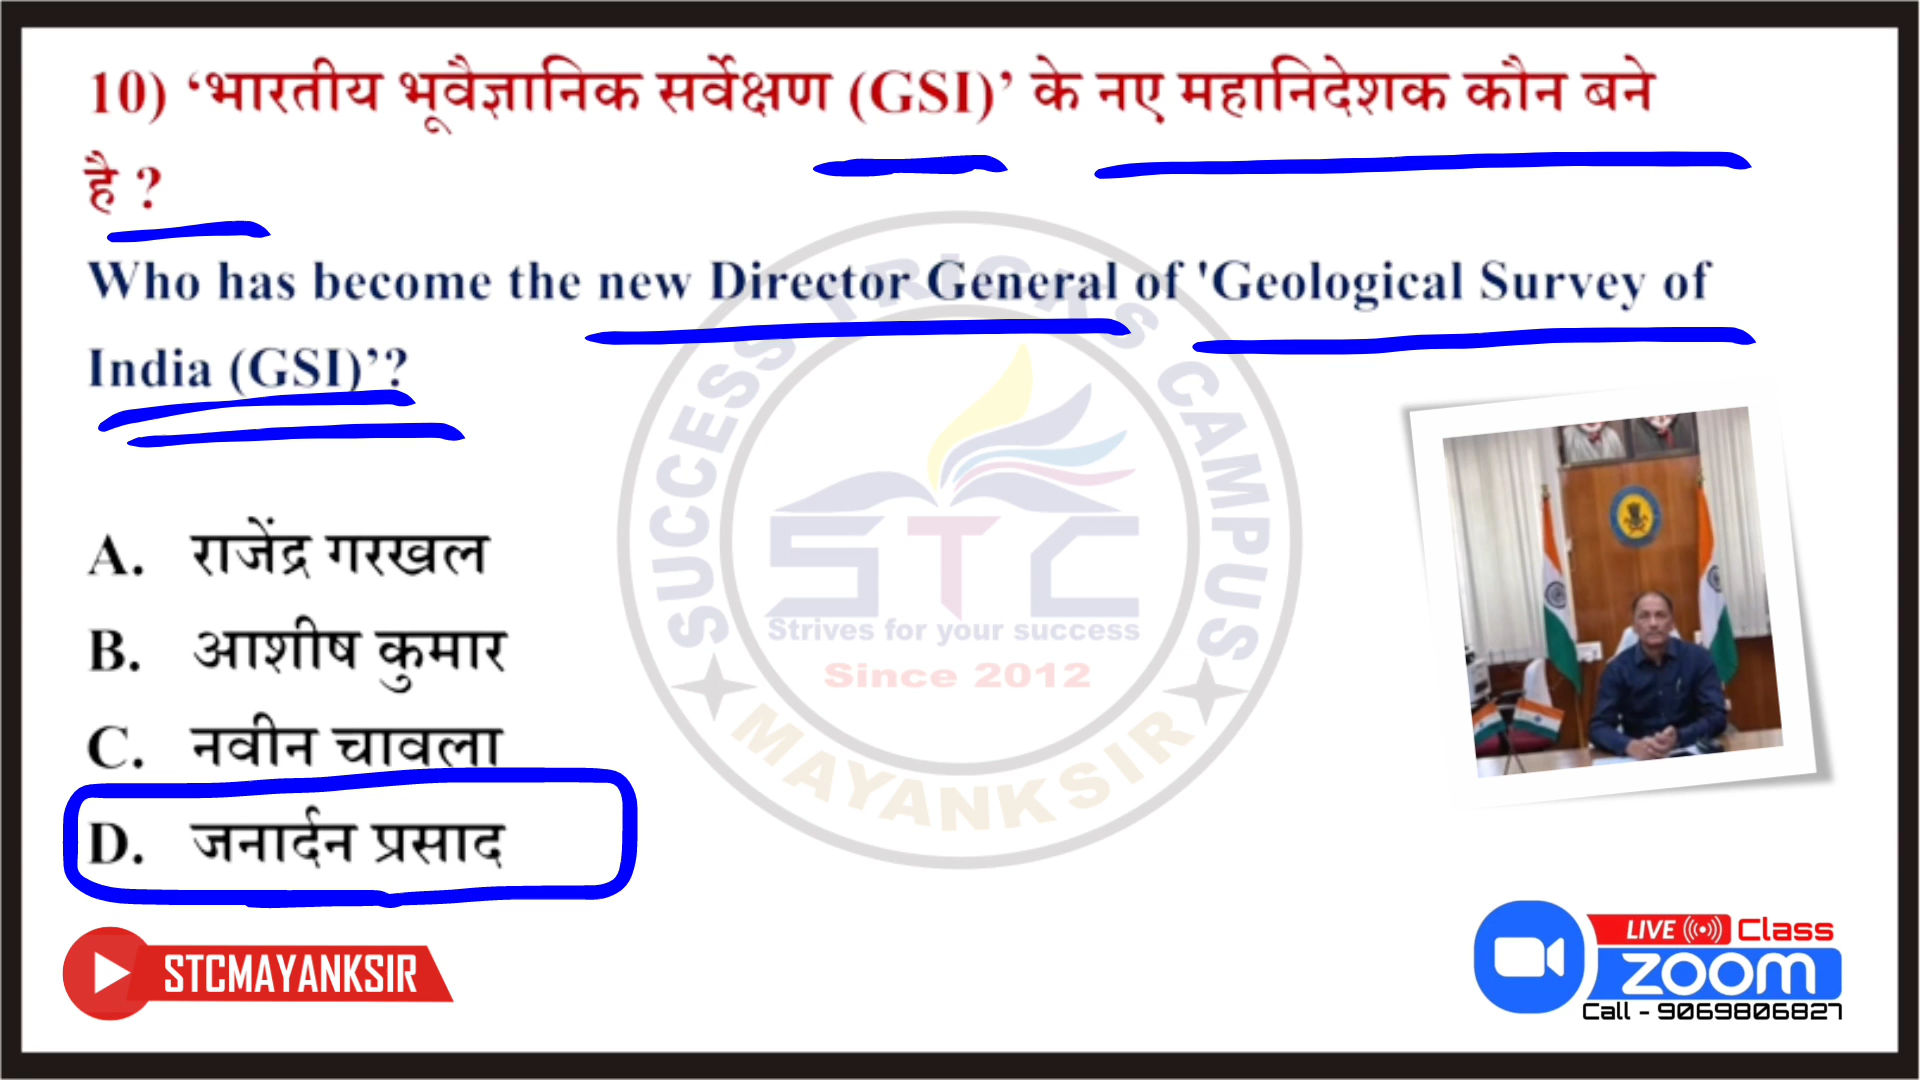 10) ‘भारतीय भूवैज्ञानिक सर्वेक्षण (GSI)’ के नए महानिदेशक कौन बने
है ?
Who has become the new Director General of 'Geological Survey of
India (GSI)’?
A. राजेंद्र गरखल
B. आशीष कुमार
C. नवीन चावला
D. जनार्दन प्रसाद
SUCCESS TRICKS CAMPUS
STC
Strives for your success
Since 2012
MAYANKSIR
STCMAYANKSIR
LIVE Class
zoom
Call - 9069806827